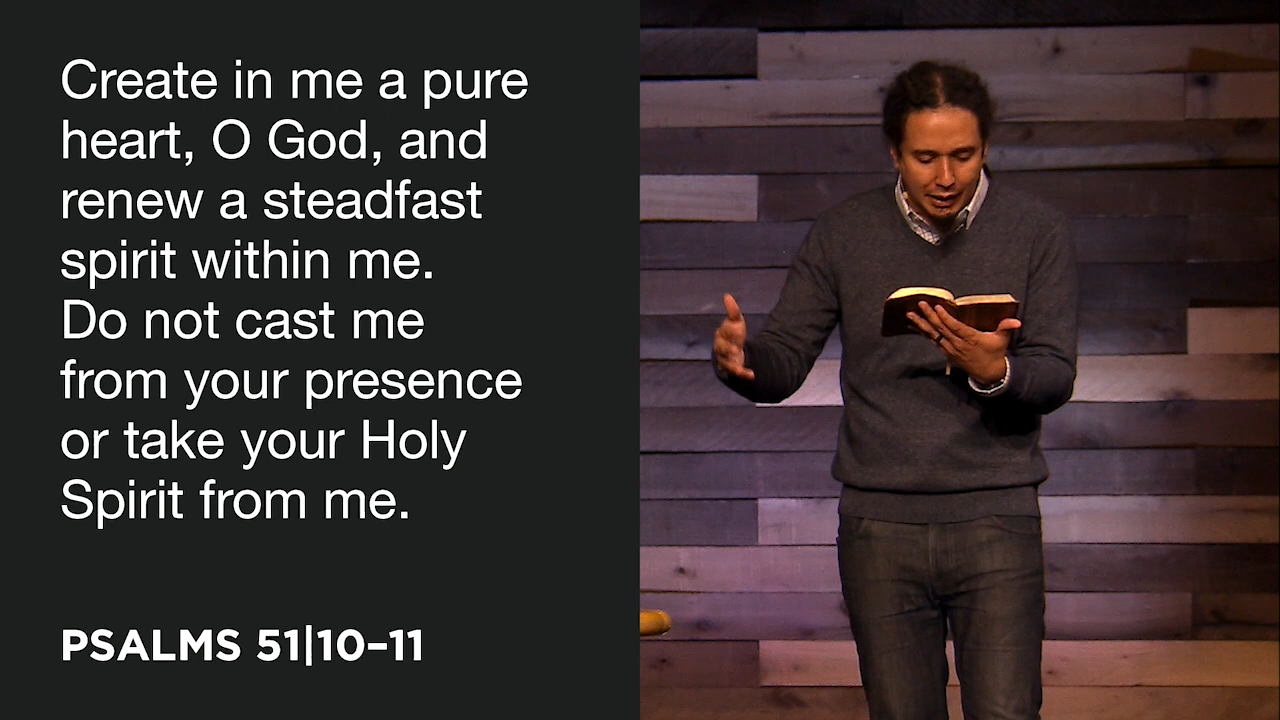 Create in me a pure
heart, O God, and
renew a steadfast
spirit within me.
Do not cast me
from your presence
or take your Holy
Spirit from me.
PSALMS 51|10–11